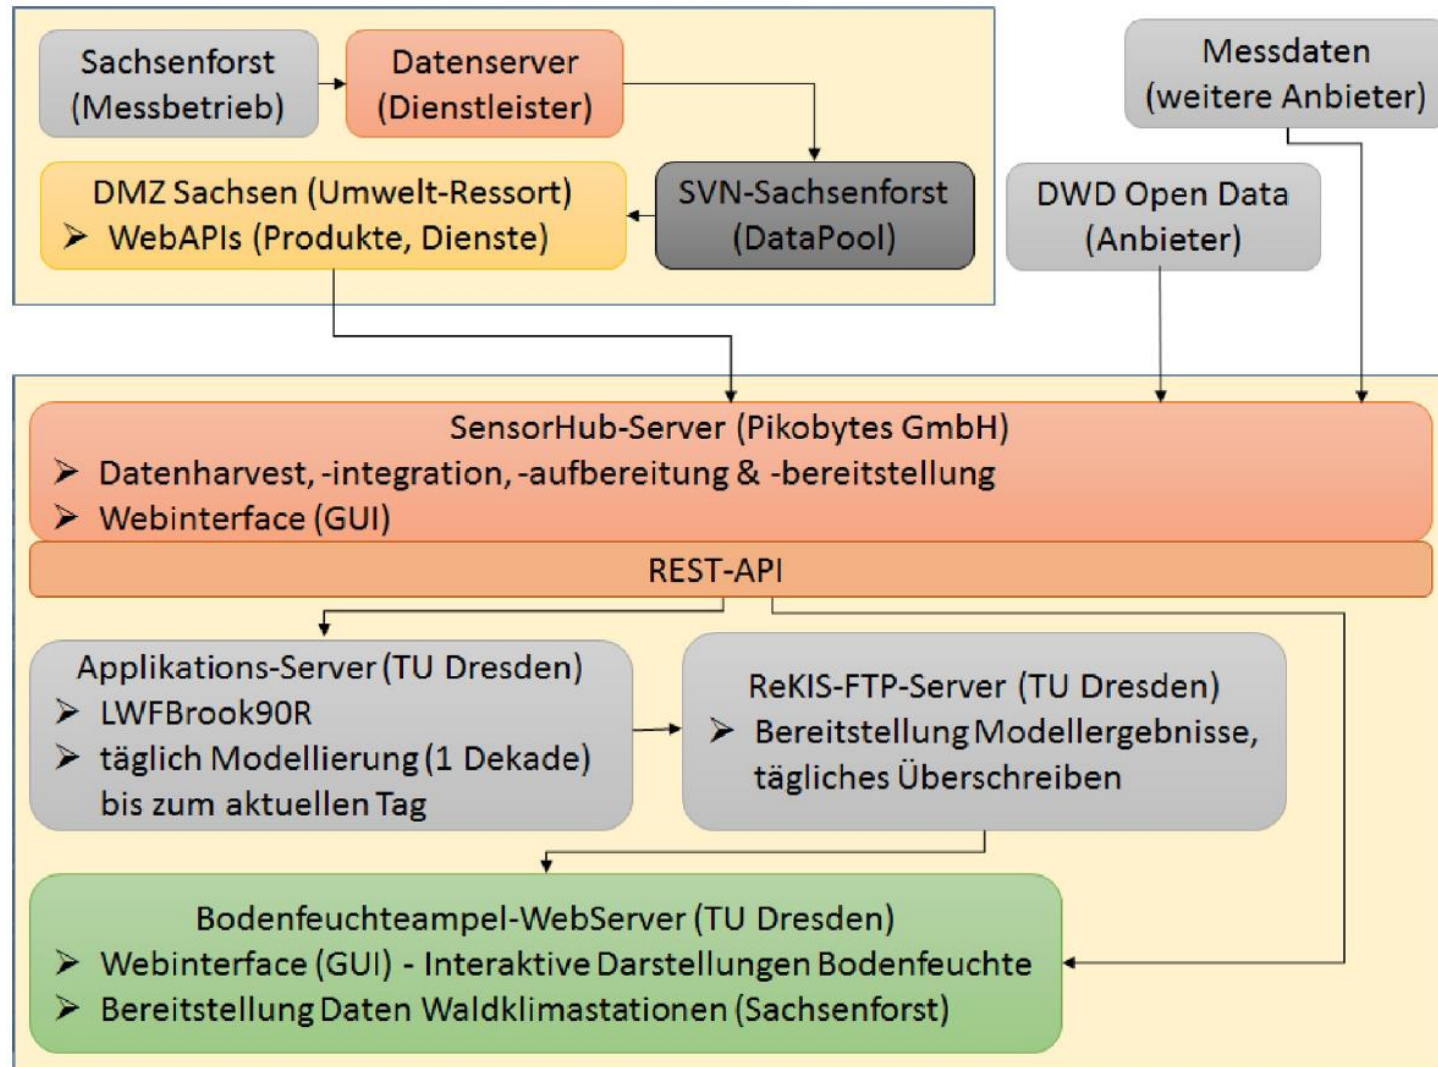 Sachsenforst
(Messbetrieb)
Datenserver
(Dienstleister)
Messdaten
(weitere Anbieter)
DMZ Sachsen (Umwelt-Ressort)
➢ WebAPIs (Produkte, Dienste)
SVN-Sachsenforst
(DataPool)
DWD Open Data
(Anbieter)
SensorHub-Server (Pikobytes GmbH)
➢ Datenharvest, -integration, -aufbereitung & -bereitstellung
➢ Webinterface (GUI)
REST-API
Applikations-Server (TU Dresden)
➢ LWFBrook90R
➢ täglich Modellierung (1 Dekade)
bis zum aktuellen Tag
ReKIS-FTP-Server (TU Dresden)
➢ Bereitstellung Modellergebnisse,
tägliches Überschreiben
Bodenfeuchteampel-WebServer (TU Dresden)
➢ Webinterface (GUI) - Interaktive Darstellungen Bodenfeuchte
➢ Bereitstellung Daten Waldklimastationen (Sachsenforst)